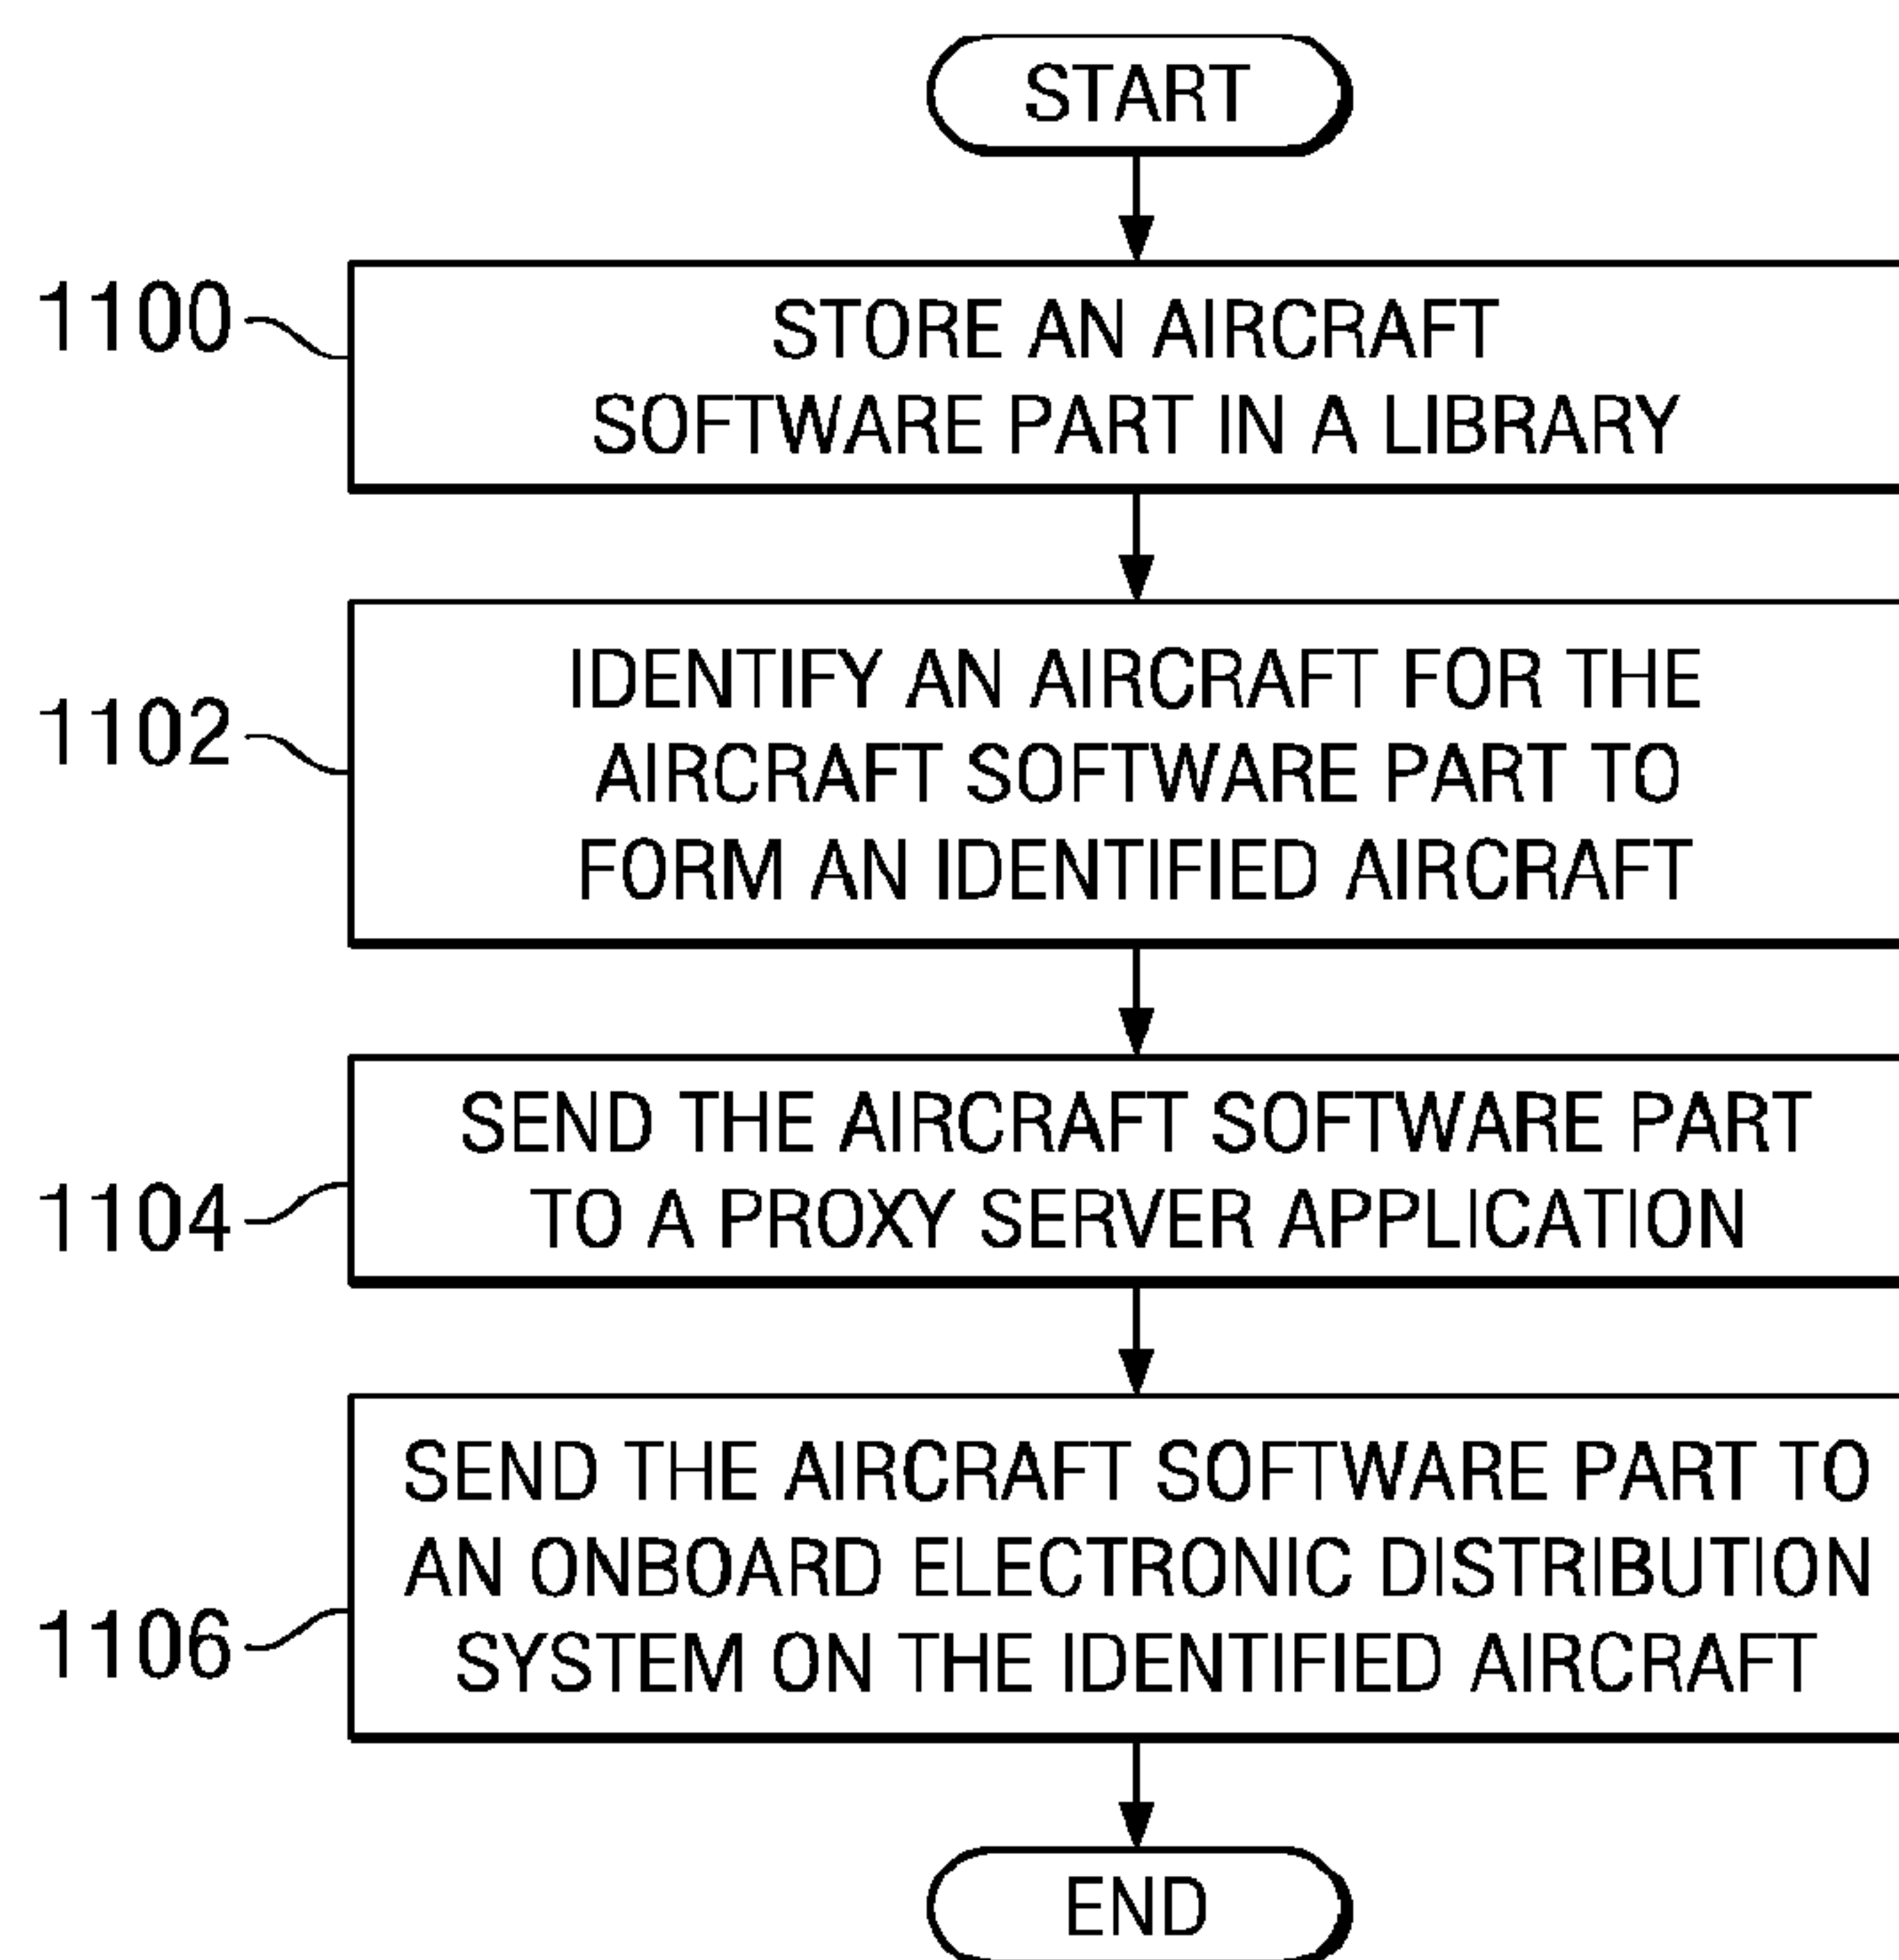 START
1100
STORE AN AIRCRAFT
SOFTWARE PART IN A LIBRARY
1102
IDENTIFY AN AIRCRAFT FOR THE
AIRCRAFT SOFTWARE PART TO
FORM AN IDENTIFIED AIRCRAFT
1104
SEND THE AIRCRAFT SOFTWARE PART
TO A PROXY SERVER APPLICATION
1106
SEND THE AIRCRAFT SOFTWARE PART TO
AN ONBOARD ELECTRONIC DISTRIBUTION
SYSTEM ON THE IDENTIFIED AIRCRAFT
END